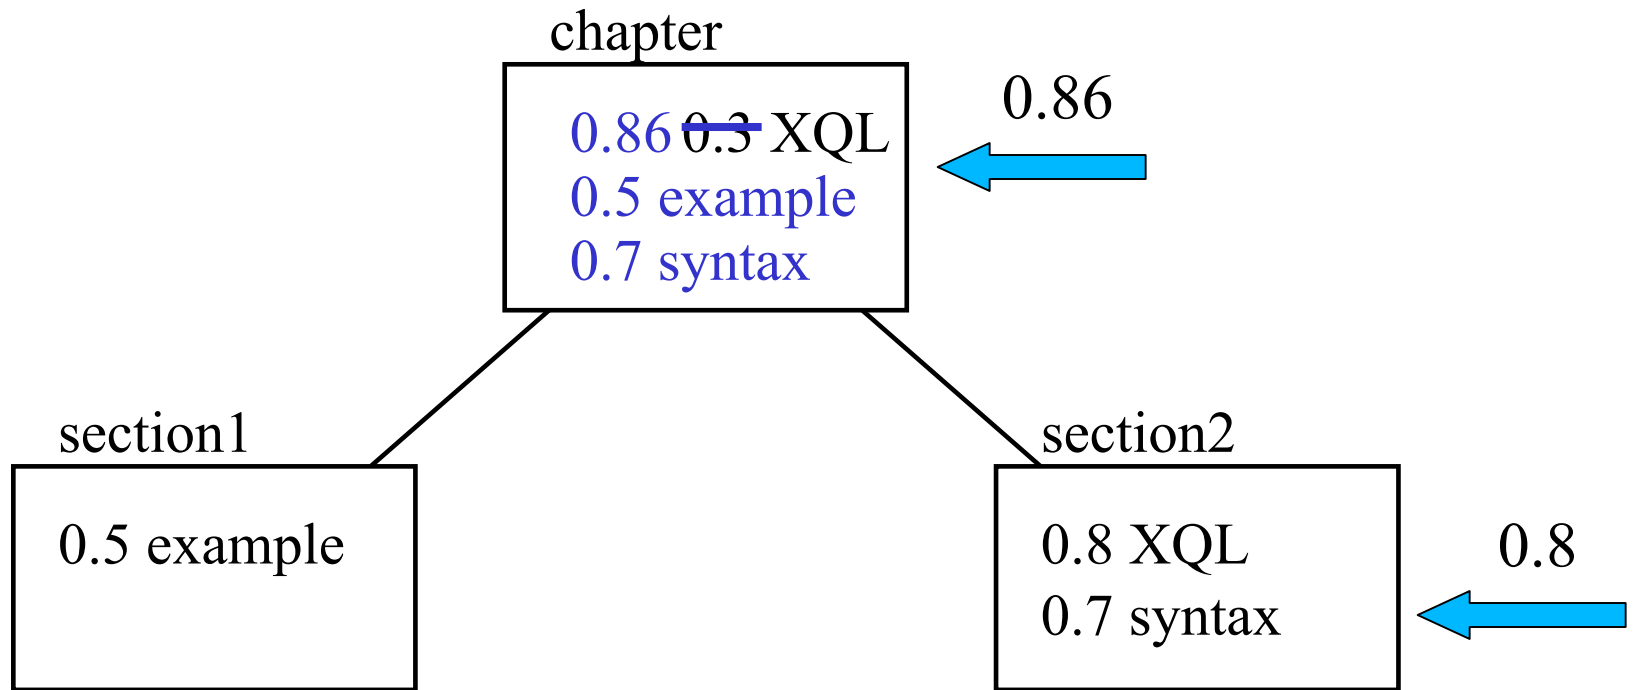 chapter
0.86 0.3 XQL
0.86
0.5 example
0.7 syntax
section1
section2
0.5 example
0.8 XQL
0.8
0.7 syntax